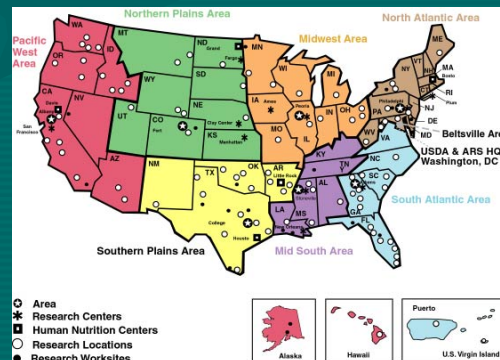 Northern Plains Area
North Atlantic Area
Pacific
West
Area
Midwest Area
WA
MT
ND
Grand
Fargo
MN
ME
OR
ID
WI
MI
VT
NH
MA
NY
WY
SD
RI
CA
IA
Ames
Peoria
PA
NJ
NV
NE
IL
IN
OH
Philadelphia
DE
Davis
UT
CO
Fort
Clay Center
WV
MD
Beltsville Are
San
Francisco
KS
Manhattan
MO
VA
USDA & ARS HQ
Washington, DC
KY
NC
AZ
NM
TX
OK
AR
Little Rock
TN
SC
MS
AL
GA
South Atlantic Area
College
LA
FL
Housto
Southern Plains Area
Mid South Area
Area
Research Centers
Human Nutrition Centers
Research Locations
Research Worksites
Alaska
Hawaii
Puerto
U.S. Virgin Island